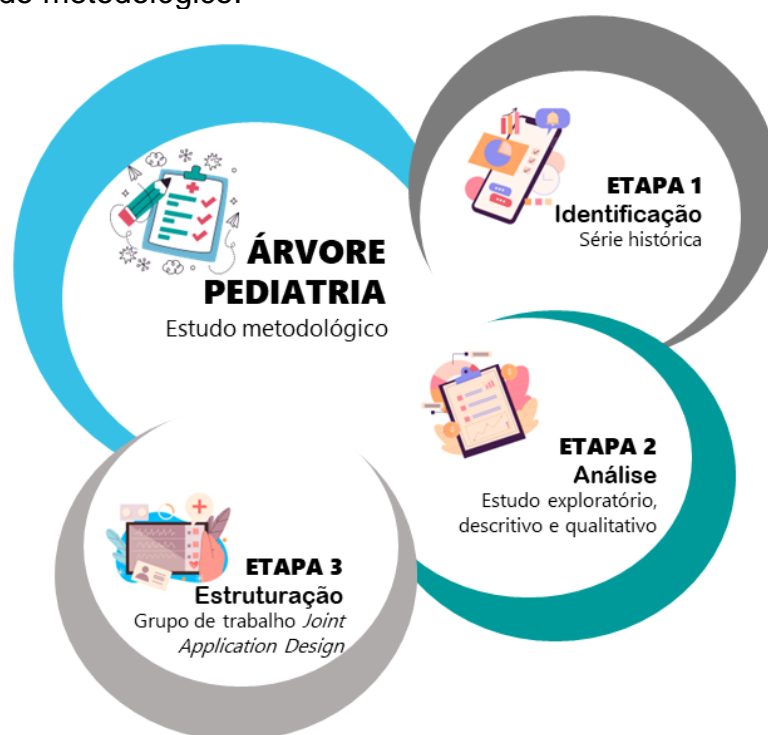 do metodológico.
ÁRVORE
PEDIATRIA
Estudo metodológico
ETAPA 1
Identificação
Série histórica
ETAPA 2
Análise
Estudo exploratório,
descritivo e qualitativo
ETAPA 3
Estruturação
Grupo de trabalho Joint
Application Design